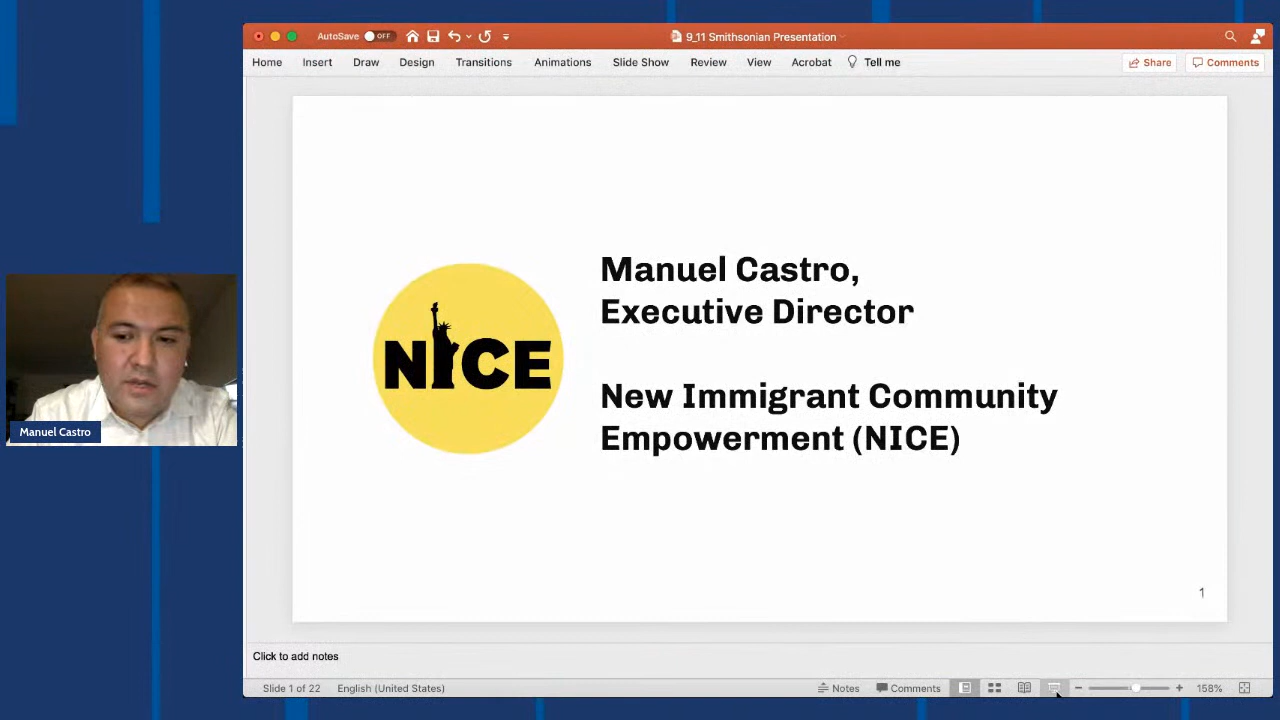 AutoSave OFF
9_11 Smithsonian Presentation
Home Insert Draw Design Transitions Animations Slide Show Review View Acrobat Tell me Share Comments
NICE
Manuel Castro,
Executive Director
New Immigrant Community
Empowerment (NICE)
1
Manuel Castro
Click to add notes
Slide 1 of 22 English (United States) Notes Comments 158%